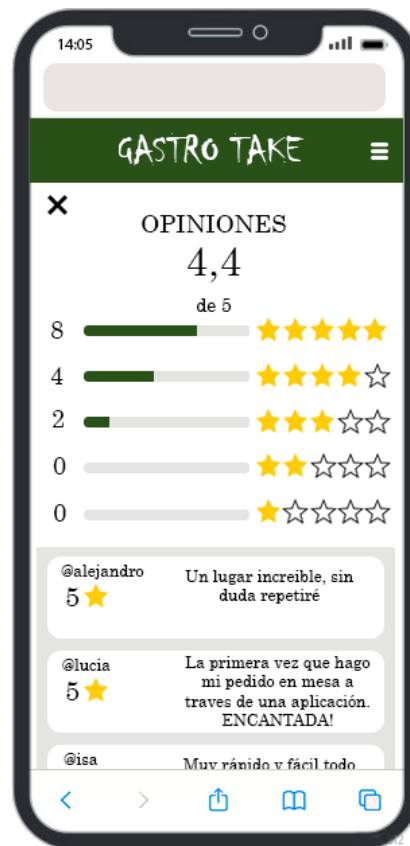 14:05
GASTRO TAKE
OPINIONES
4,4
de 5
8
4
2
0
0
@alejandro
5
Un lugar increible, sin
duda repetiré
@lucia
5
La primera vez que hago
mi pedido en mesa a
traves de una aplicación.
ENCANTADA!
@isa
Muy rápido y fácil todo